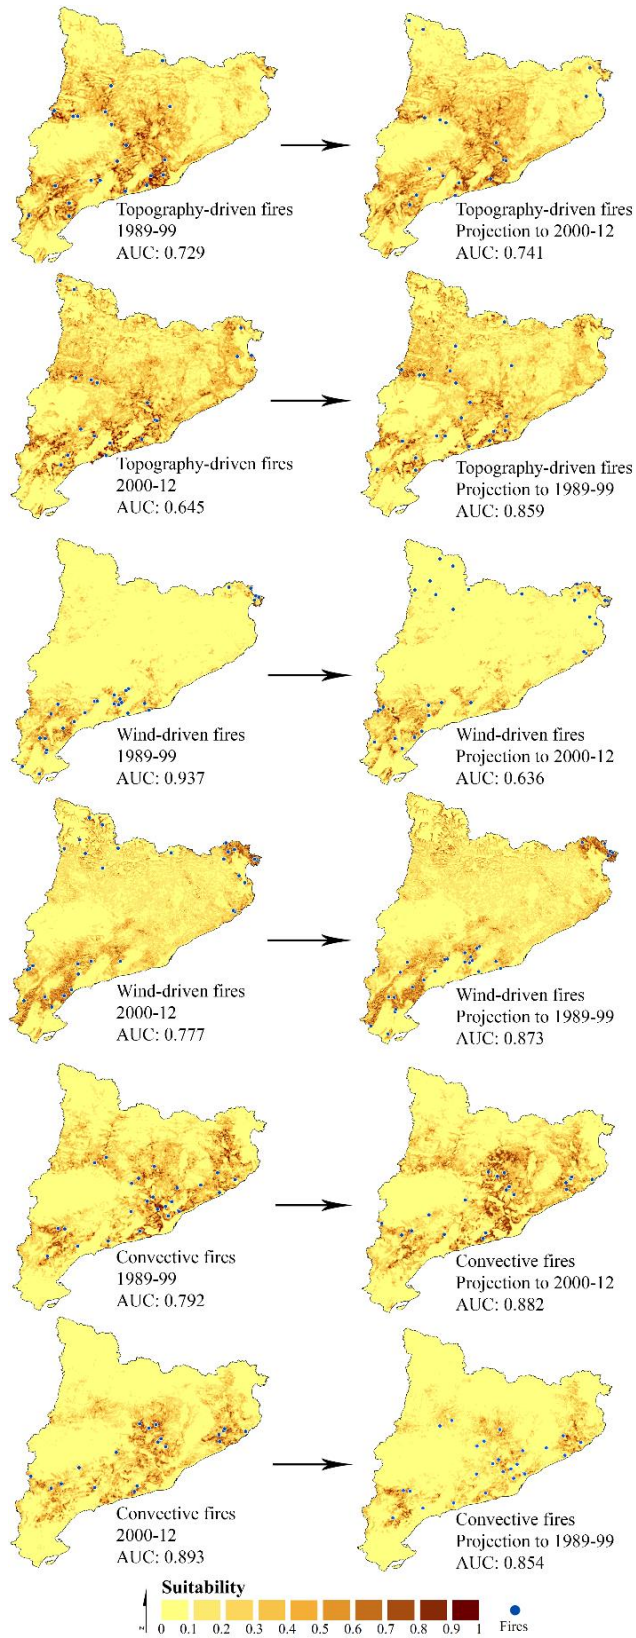 Topography-driven fires
1989-99
AUC: 0.729
Topography-driven fires
Projection to 2000-12
AUC: 0.741
Topography-driven fires
2000-12
AUC: 0.645
Topography-driven fires
Projection to 1989-99
AUC: 0.859
Wind-driven fires
1989-99
AUC: 0.937
Wind-driven fires
Projection to 2000-12
AUC: 0.636
Wind-driven fires
2000-12
AUC: 0.777
Wind-driven fires
Projection to 1989-99
AUC: 0.873
Convective fires
1989-99
AUC: 0.792
Convective fires
Projection to 2000-12
AUC: 0.882
Convective fires
2000-12
AUC: 0.893
Convective fires
Projection to 1989-99
AUC: 0.854
Suitability
0 0.1 0.2 0.3 0.4 0.5 0.6 0.7 0.8 0.9 1
Fires